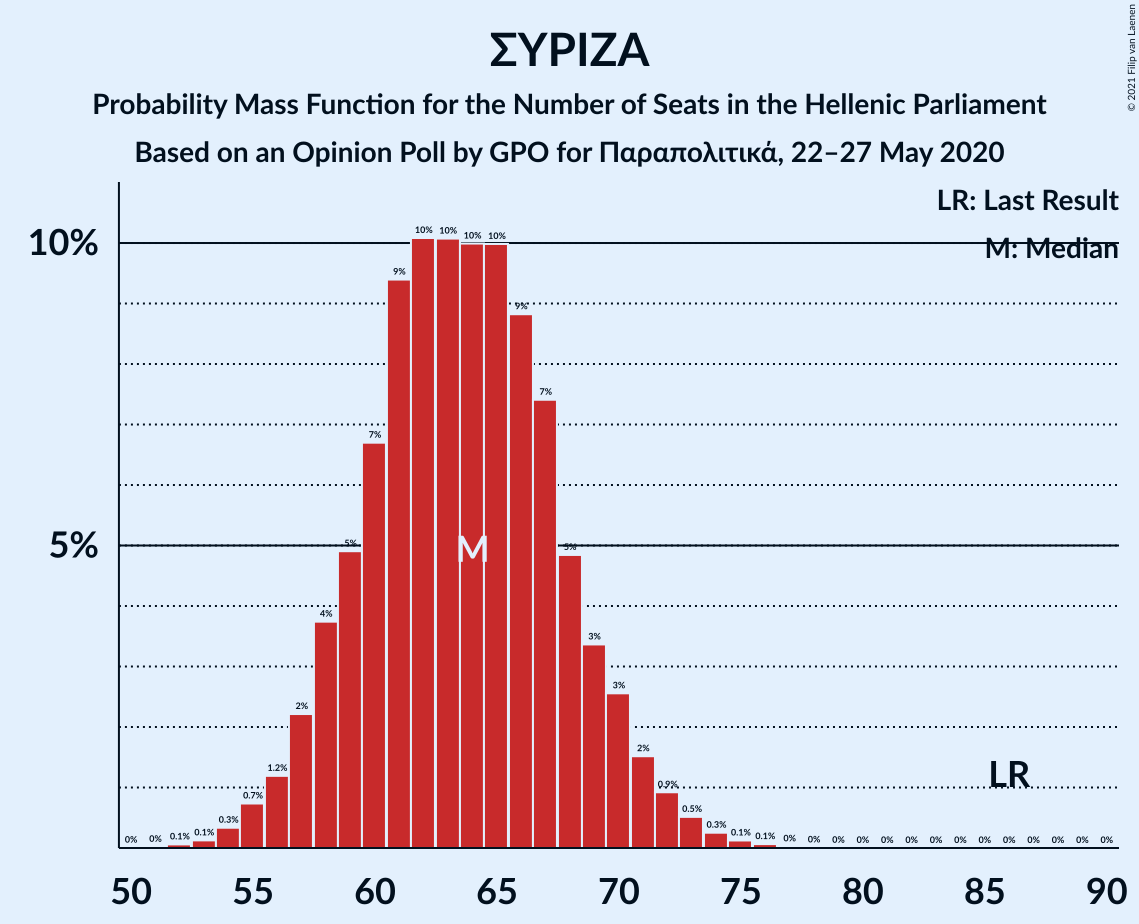 ΣΥΡΙΖΑ
Probability Mass Function for the Number of Seats in the Hellenic Parliament
Based on an Opinion Poll by GPO for Παραπολιτικά, 22–27 May 2020
© 2021 Filip van Laenen
LR: Last Result
M: Median
10%
5%
0% 0% 0.1% 0.1% 0.3% 0.7% 1.2% 2% 4% 5% 7% 9% 10% 10% 10% 10% 9% 7% 5% 3% 3% 2% 0.9% 0.5% 0.3% 0.1% 0.1% 0% 0% 0% 0% 0% 0% 0% 0% 0% 0% 0% 0% 0% 0%
M
LR
50 55 60 65 70 75 80 85 90